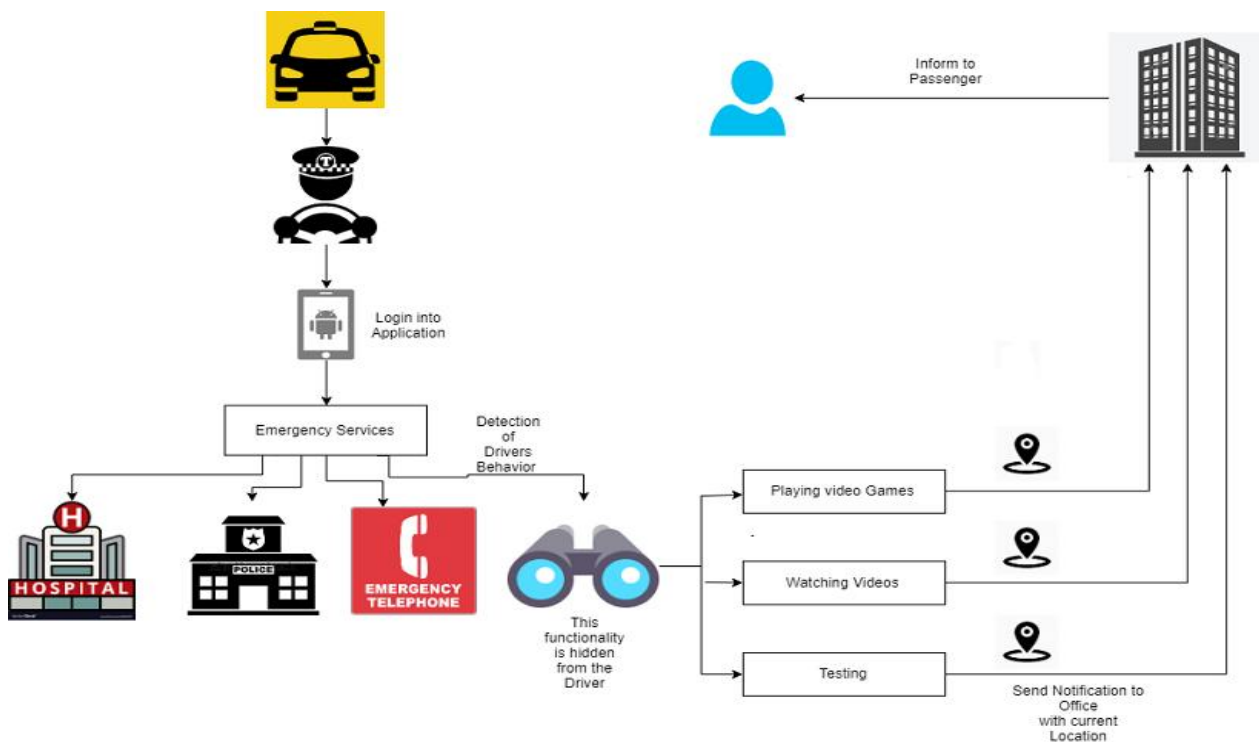 T
Login into
Application
Emergency Services
Detection
of
Drivers
Behavior
H
HOSPITAL
POLICE
EMERGENCY
TELEPHONE
This
functionality
is hidden
from the
Driver
Playing video Games
Watching Videos
Testing
Send Notification to
Office
with current
Location
Inform to
Passenger